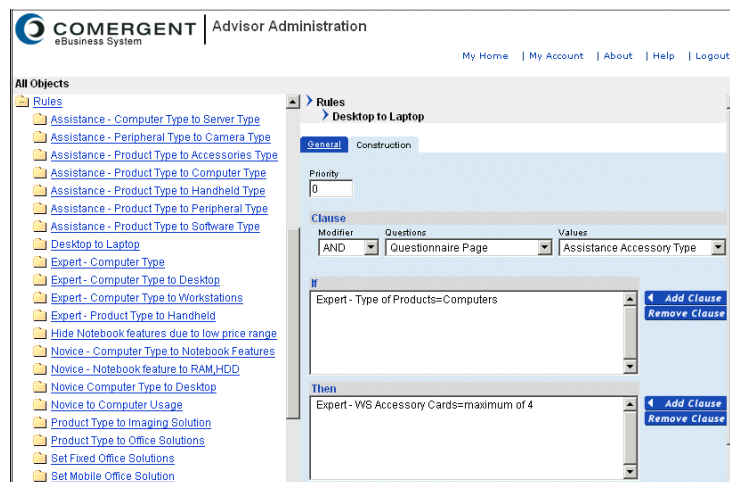 COMERGENT
eBusiness System
Advisor Administration
My Home | My Account | About | Help | Logout
All Objects
Rules
Assistance - Computer Type to Server Type
Assistance - Peripheral Type to Camera Type
Assistance - Product Type to Accessories Type
Assistance - Product Type to Computer Type
Assistance - Product Type to Handheld Type
Assistance - Product Type to Peripheral Type
Assistance - Product Type to Software Type
Desktop to Laptop
Expert - Computer Type
Expert - Computer Type to Desktop
Expert - Computer Type to Workstations
Expert - Product Type to Handheld
Hide Notebook features due to low price range
Novice - Computer Type to Notebook Features
Novice - Notebook feature to RAM,HDD
Novice Computer Type to Desktop
Novice to Computer Usage
Product Type to Imaging Solution
Product Type to Office Solutions
Set Fixed Office Solutions
Set Mobile Office Solution
Rules
Desktop to Laptop
General Construction
Priority
0
Clause
Modifier Questions Values
AND Questionnaire Page Assistance Accessory Type
If
Expert - Type of Products=Computers
Add Clause
Remove Clause
Then
Expert - WS Accessory Cards=maximum of 4
Add Clause
Remove Clause